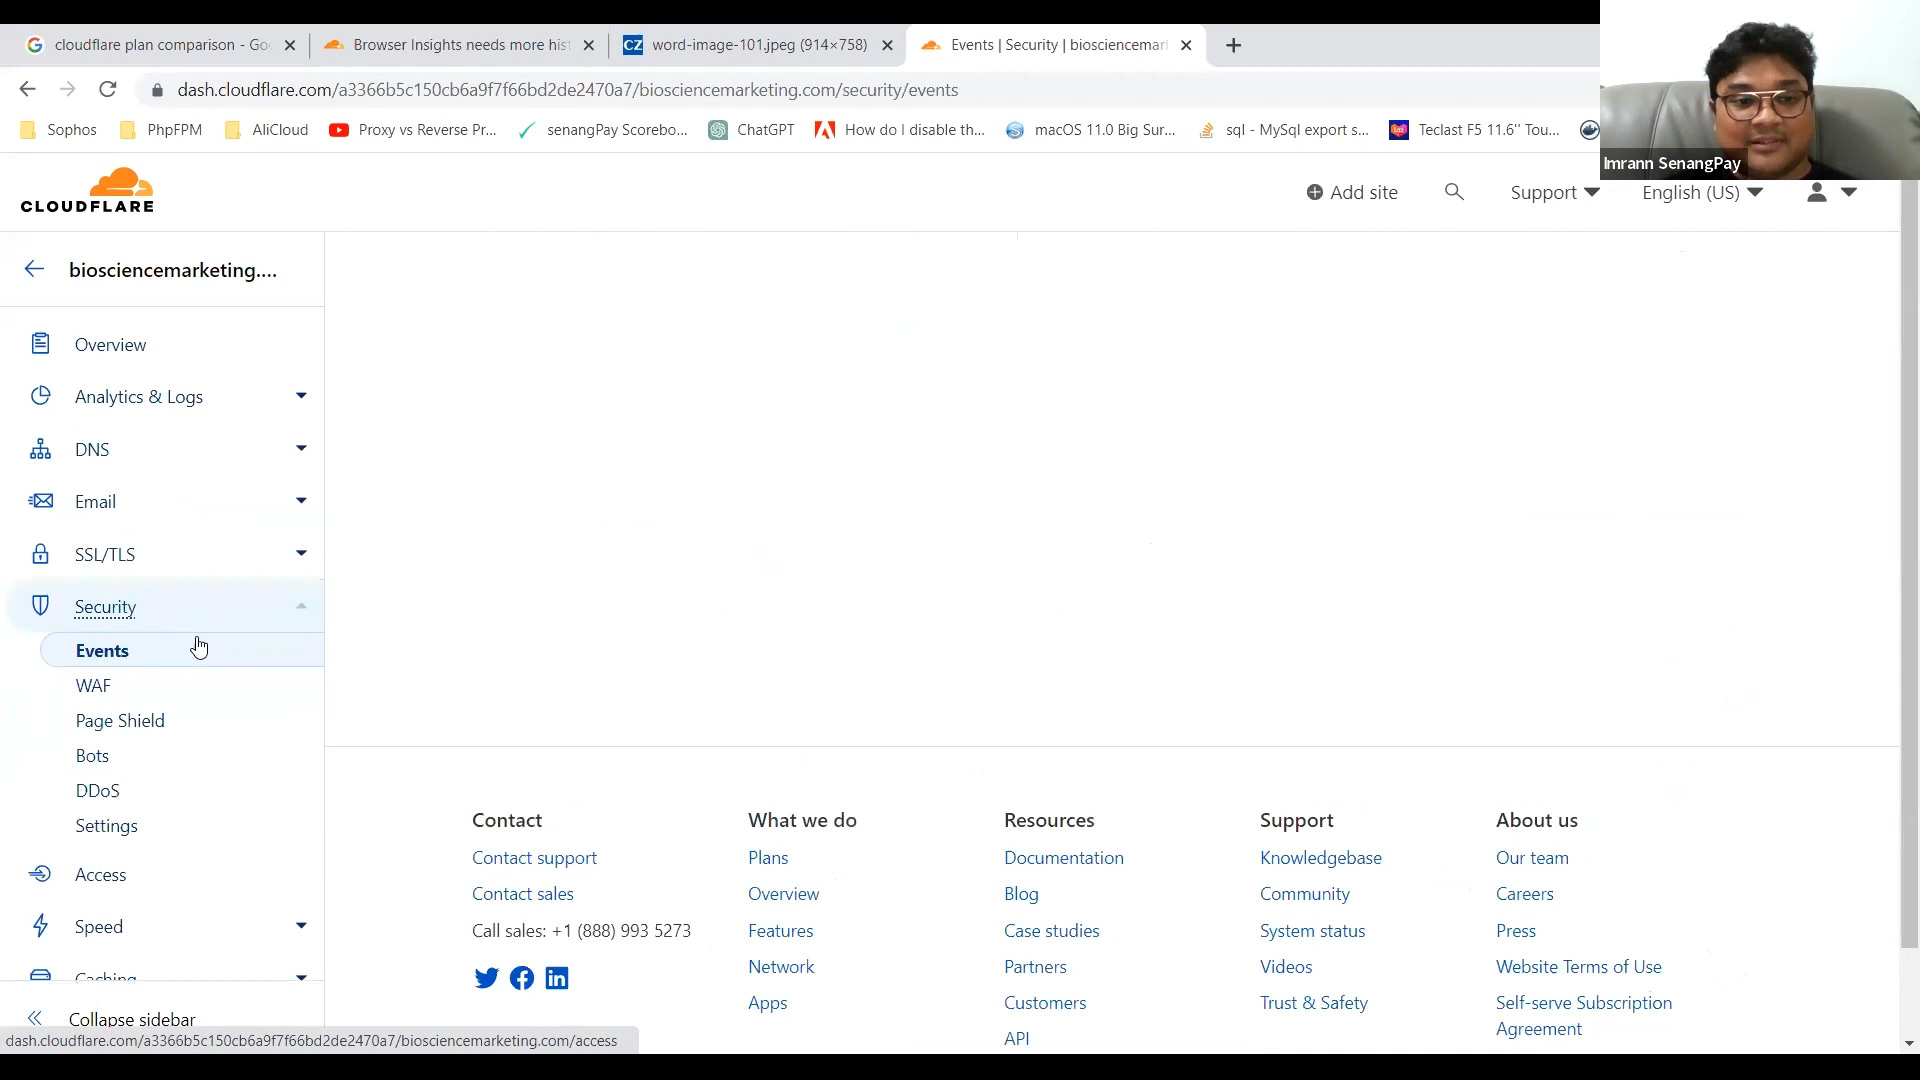 cloudflare plan comparison - Goo
Browser Insights needs more hist
CZ word-image-101.jpeg (914×758)
Events | Security | biosciencemark
dash.cloudflare.com/a3366b5c150cb6a9f7f66bd2de2470a7/biosciencemarketing.com/security/events
Sophos
PhpFPM
AliCloud
Proxy vs Reverse Pr...
senangPay Scorebo...
ChatGPT
How do I disable th...
macOS 11.0 Big Sur...
sql - MySql export s...
Teclast F5 11.6'' Tou...
Imrann SenangPay
CLOUDFLARE
Add site
Support
English (US)
biosciencemarketing....
Overview
Analytics & Logs
DNS
Email
SSL/TLS
Security
Events
WAF
Page Shield
Bots
DDoS
Settings
Access
Speed
Caching
Collapse sidebar
Contact
Contact support
Contact sales
Call sales: +1 (888) 993 5273
What we do
Plans
Overview
Features
Network
Apps
Resources
Documentation
Blog
Case studies
Partners
Customers
API
Support
Knowledgebase
Community
System status
Videos
Trust & Safety
About us
Our team
Careers
Press
Website Terms of Use
Self-serve Subscription
Agreement
dash.cloudflare.com/a3366b5c150cb6a9f7f66bd2de2470a7/biosciencemarketing.com/access